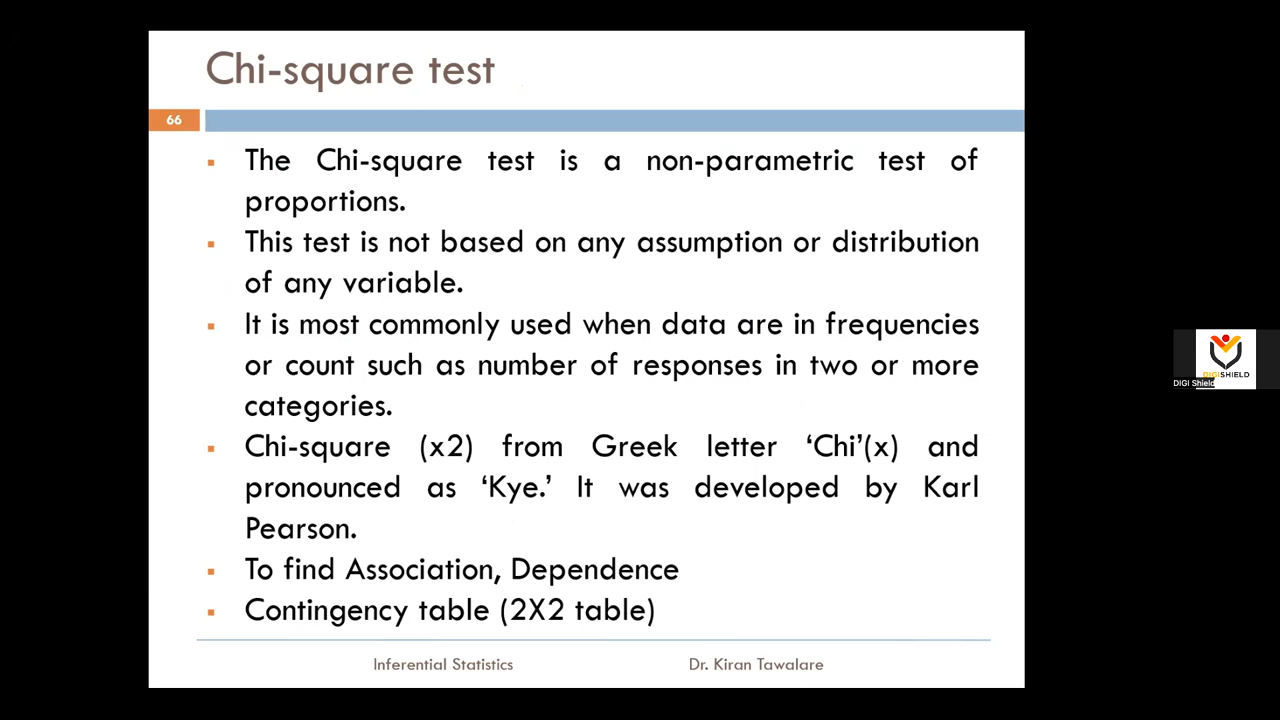 Chi-square test
66
▪ The Chi-square test is a non-parametric test of
proportions.
▪ This test is not based on any assumption or distribution
of any variable.
▪ It is most commonly used when data are in frequencies
or count such as number of responses in two or more
categories.
▪ Chi-square (x2) from Greek letter ‘Chi’(x) and
pronounced as ‘Kye.’ It was developed by Karl
Pearson.
▪ To find Association, Dependence
▪ Contingency table (2X2 table)
Inferential Statistics Dr. Kiran Tawalare
DIGISHIELD
DIGI Shield